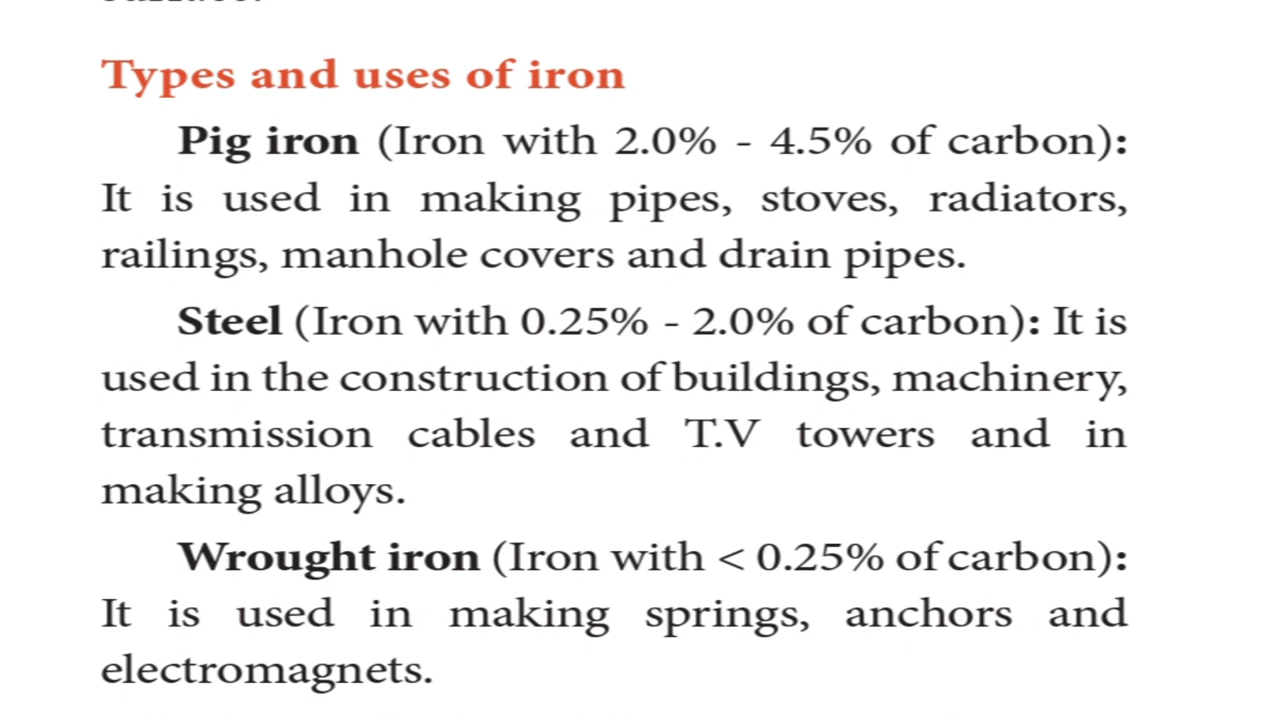 Types and uses of iron
Pig iron (Iron with 2.0% - 4.5% of carbon):
It is used in making pipes, stoves, radiators,
railings, manhole covers and drain pipes.
Steel (Iron with 0.25% - 2.0% of carbon): It is
used in the construction of buildings, machinery,
transmission cables and T.V towers and in
making alloys.
Wrought iron (Iron with < 0.25% of carbon):
It is used in making springs, anchors and
electromagnets.